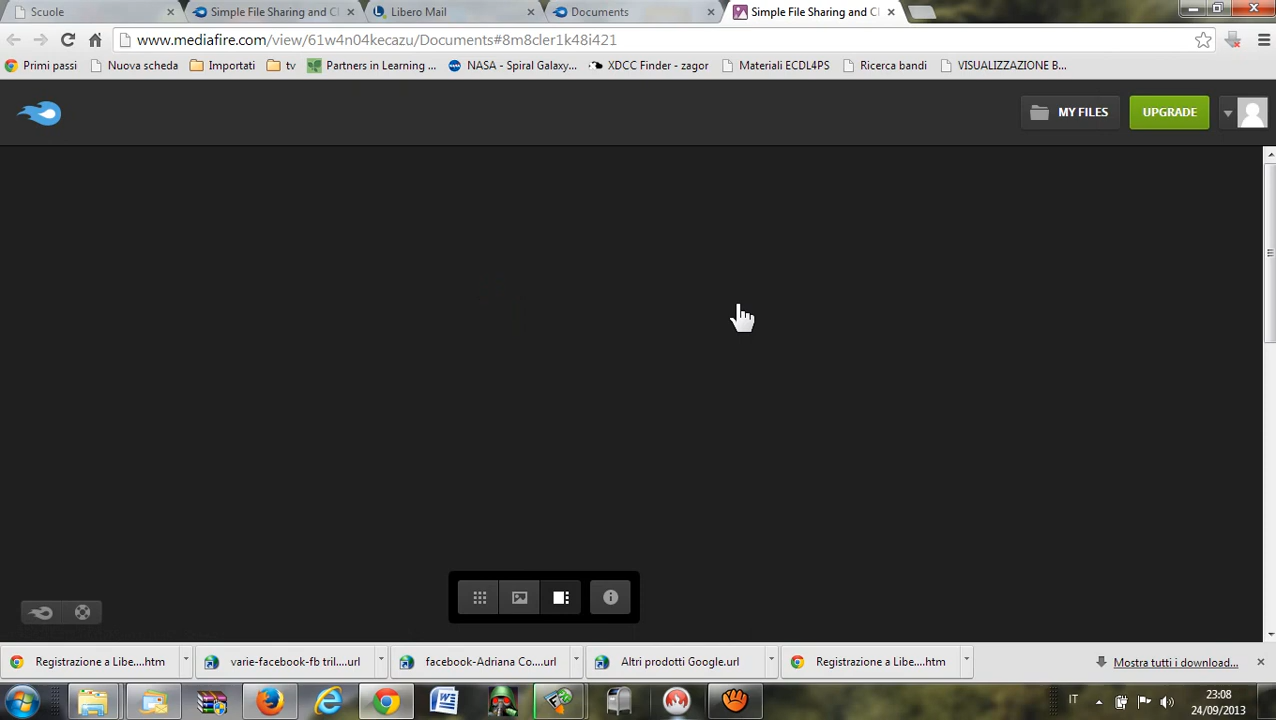 Scuole
Simple File Sharing and Cl
Libero Mail
Documents
Simple File Sharing and Cl
www.mediafire.com/view/61w4n04kecazu/Documents#8m8cler1k48i421
Primi passi
Nuova scheda
Importati
tv
Partners in Learning ...
NASA - Spiral Galaxy...
XDCC Finder - zagor
Materiali ECDL4PS
Ricerca bandi
VISUALIZZAZIONE B...
MY FILES
UPGRADE
Registrazione a Libe....htm
varie-facebook-fb tril....url
facebook-Adriana Co....url
Altri prodotti Google.url
Registrazione a Libe....htm
Mostra tutti i download...
IT
23:08
24/09/2013